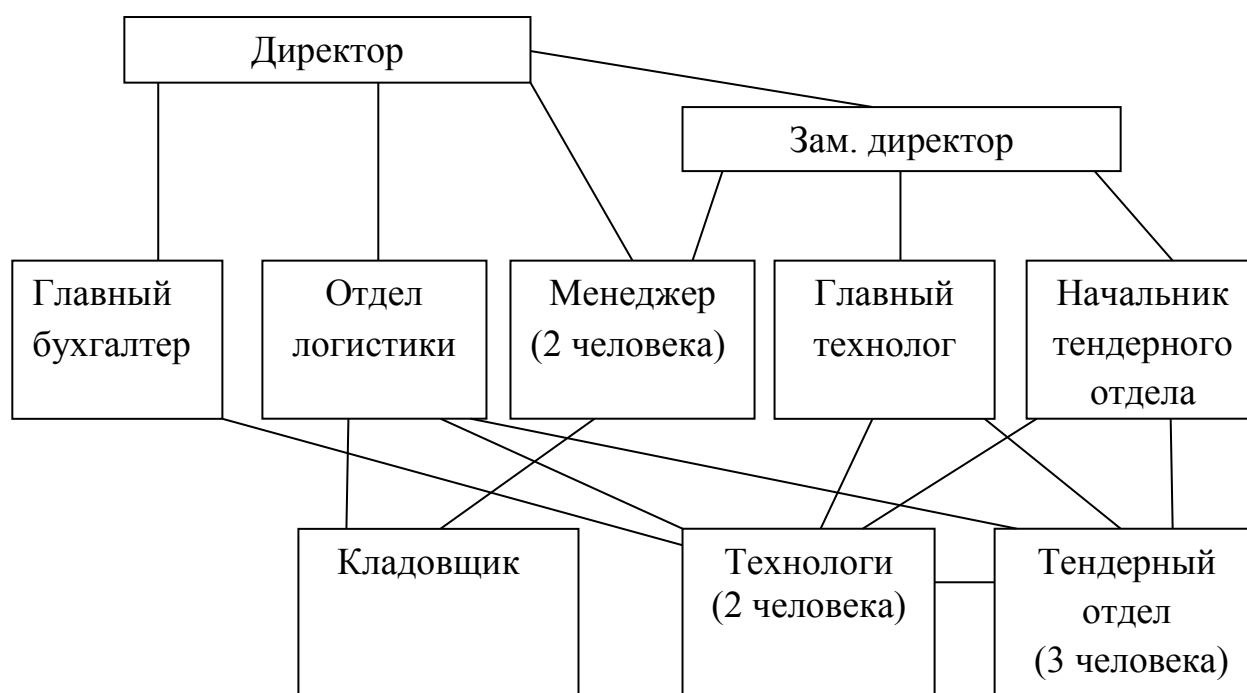 Директор
Зам. директор
Главный
бухгалтер
Отдел
логистики
Менеджер
(2 человека)
Главный
технолог
Начальник
тендерного
отдела
Кладовщик
Технологи
(2 человека)
Тендерный
отдел
(3 человека)